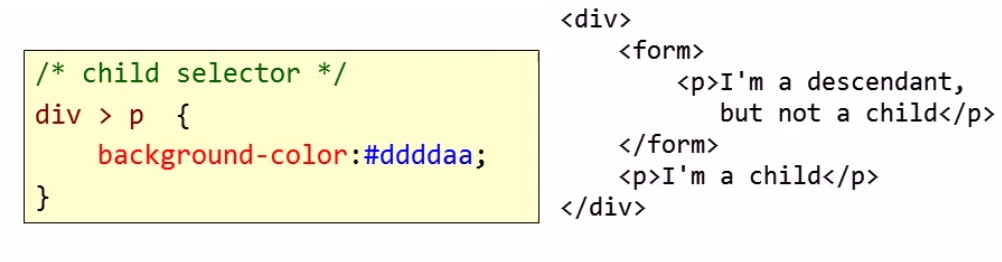 /* child selector */
div > p  {
    background-color:#ddddaa;
}
<div>
    <form>
        <p>I'm a descendant,
           but not a child</p>
    </form>
    <p>I'm a child</p>
</div>